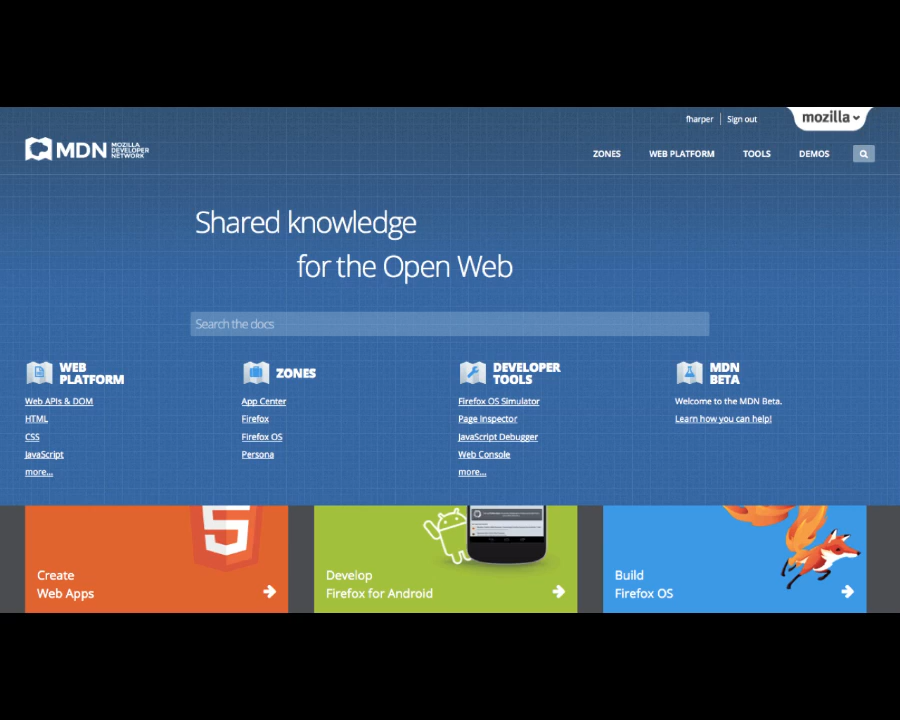 fharper
Sign out
mozilla
MDN MOZILLA DEVELOPER NETWORK
ZONES
WEB PLATFORM
TOOLS
DEMOS
Shared knowledge
for the Open Web
Search the docs
WEB
PLATFORM
Web APIs & DOM
HTML
CSS
JavaScript
more...
ZONES
App Center
Firefox
Firefox OS
Persona
DEVELOPER
TOOLS
Firefox OS Simulator
Page Inspector
JavaScript Debugger
Web Console
more...
MDN
BETA
Welcome to the MDN Beta.
Learn how you can help!
5
Create
Web Apps
Develop
Firefox for Android
Build
Firefox OS